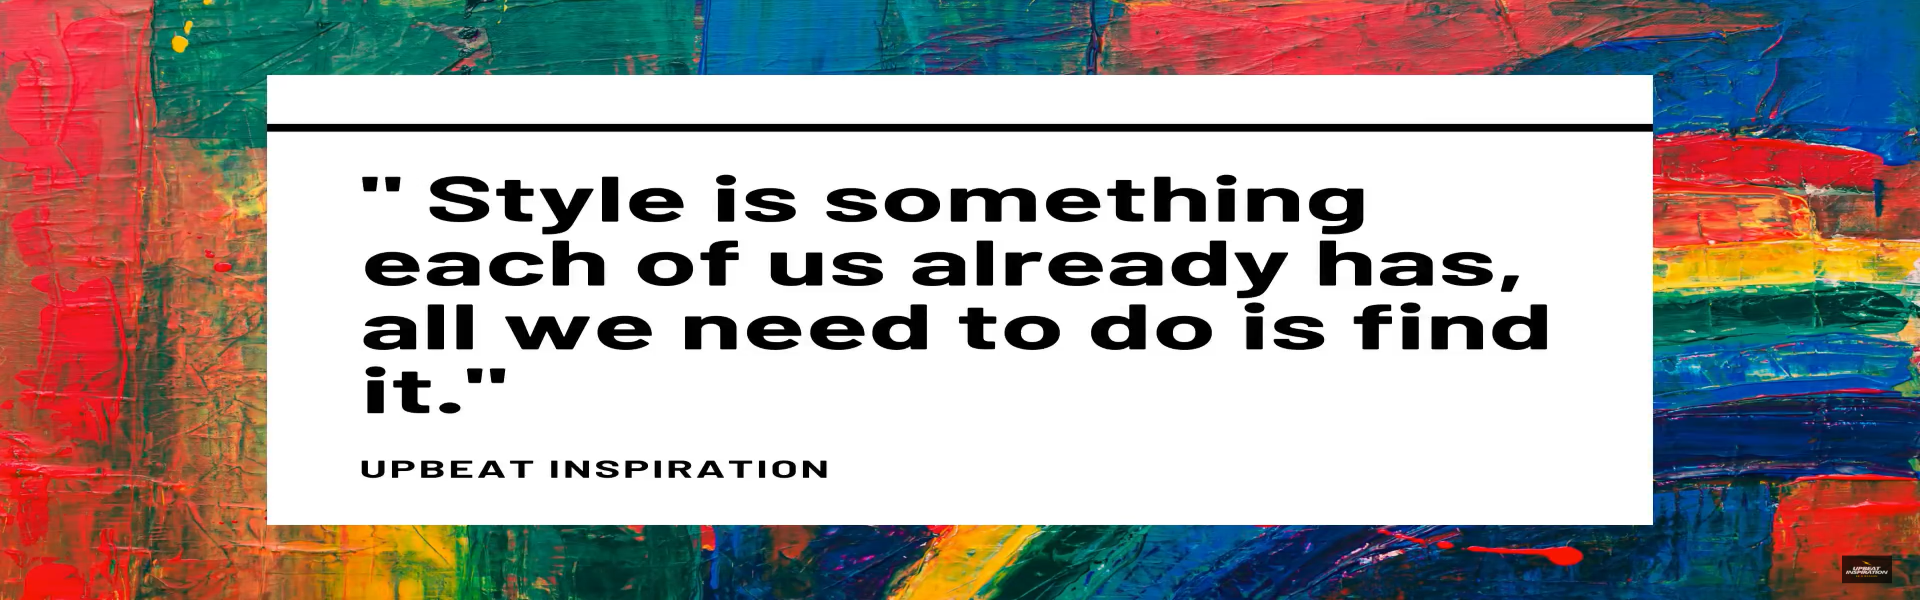 " Style is something
each of us already has,
all we need to do is find
it."
UPBEAT INSPIRATION
UPBEAT
INSPIRATION